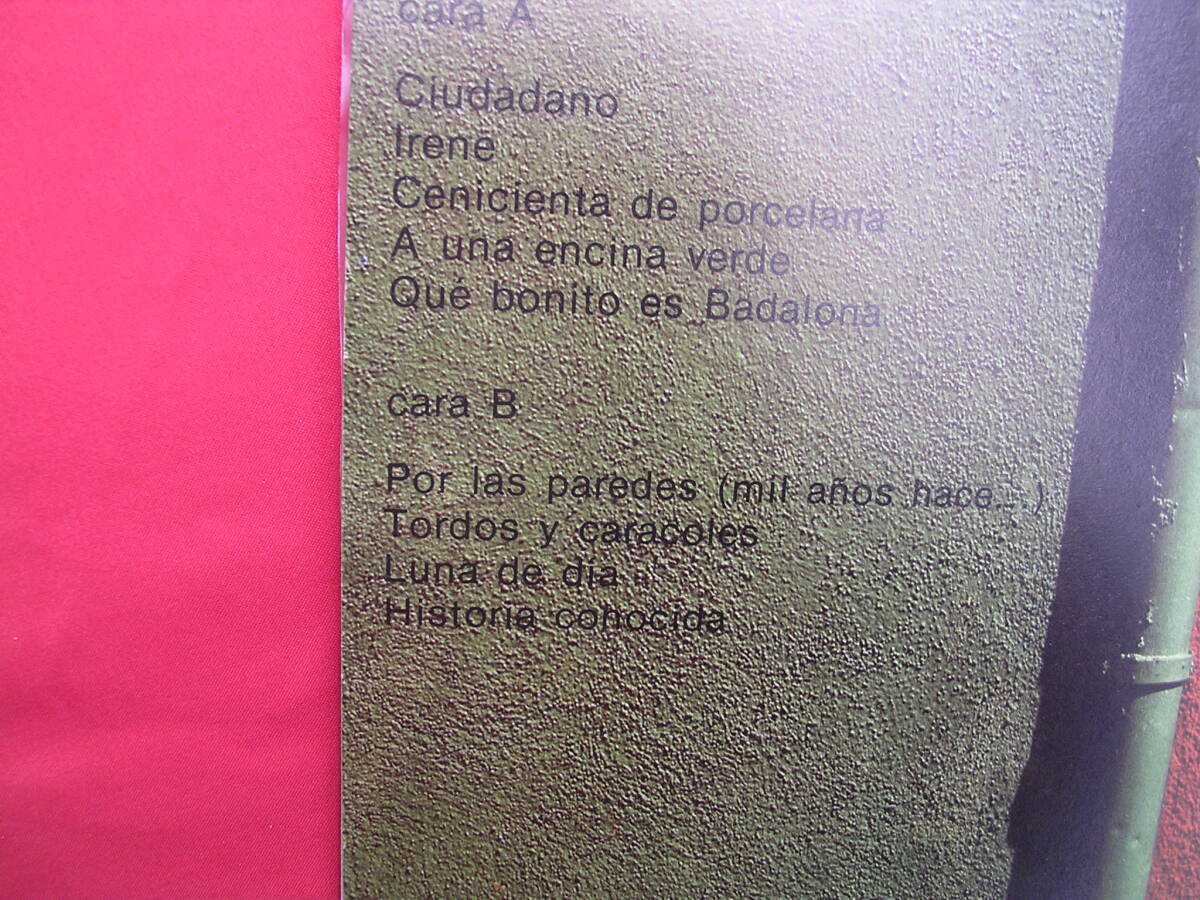 cara A
Ciudadano
Irene
Cenicienta de porcelana
A una encina verde
Qué bonito es Badalona
cara B
Por las paredes (mil años hace...)
Tordos y caracoles
Luna de día
Historia conocida